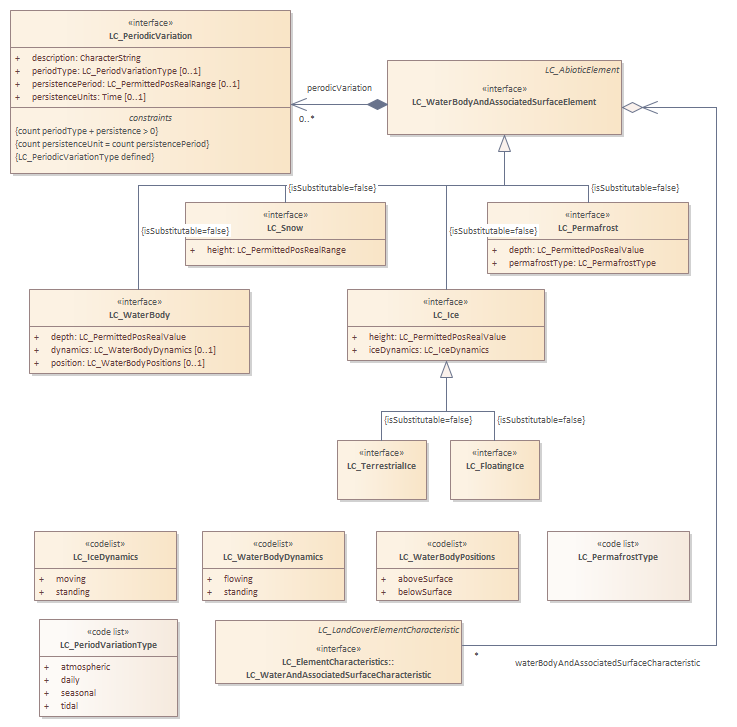 «interface»
LC_PeriodicVariation
+ description: CharacterString
+ periodType: LC_PeriodVariationType [0..1]
+ persistencePeriod: LC_PermittedPosRealRange [0..1]
+ persistenceUnits: Time [0..1]
constraints
{count periodType + persistence > 0}
{count persistenceUnit = count persistencePeriod}
{LC_PeriodicVariationType defined}
perodicVariation
0..*
LC_AbioticElement
«interface»
LC_WaterBodyAndAssociatedSurfaceElement
{isSubstitutable=false}
{isSubstitutable=false}
{isSubstitutable=false}
{isSubstitutable=false}
«interface»
LC_Snow
+ height: LC_PermittedPosRealRange
«interface»
LC_Permafrost
+ depth: LC_PermittedPosRealValue
+ permafrostType: LC_PermafrostType
«interface»
LC_WaterBody
+ depth: LC_PermittedPosRealValue
+ dynamics: LC_WaterBodyDynamics [0..1]
+ position: LC_WaterBodyPositions [0..1]
«interface»
LC_Ice
+ height: LC_PermittedPosRealValue
+ iceDynamics: LC_IceDynamics
{isSubstitutable=false}
{isSubstitutable=false}
«interface»
LC_TerrestrialIce
«interface»
LC_FloatingIce
«codelist»
LC_IceDynamics
+ moving
+ standing
«codelist»
LC_WaterBodyDynamics
+ flowing
+ standing
«codelist»
LC_WaterBodyPositions
+ aboveSurface
+ belowSurface
«code list»
LC_PermafrostType
«code list»
LC_PeriodVariationType
+ atmospheric
+ daily
+ seasonal
+ tidal
LC_LandCoverElementCharacteristic
«interface»
LC_ElementCharacteristics::
LC_WaterAndAssociatedSurfaceCharacteristic
*
waterBodyAndAssociatedSurfaceCharacteristic